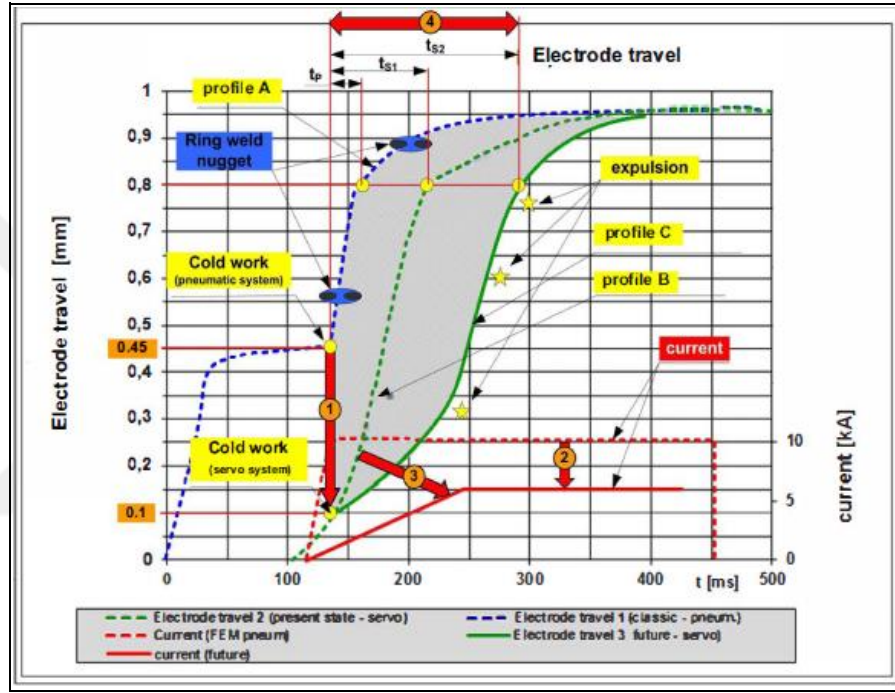 4
tS2
Electrode travel
tS1
tP
profile A
1
0,9
Ring weld
nugget
0,8
expulsion
0,7
profile C
Cold work
(pneumatic system)
0,6
profile B
0,5
0.45
current
0,4
Electrode travel [mm]
1
0,3
10
Cold work
(servo system)
0,2
3
2
current [kA]
5
0.1
0,1
0
0
0
100
200
300
400
t [ms]
500
Electrode travel 2 (present state - servo)
Electrode travel 1 (classic - pneum.)
Current (FEM pneum)
Electrode travel 3 future - servo)
current (future)